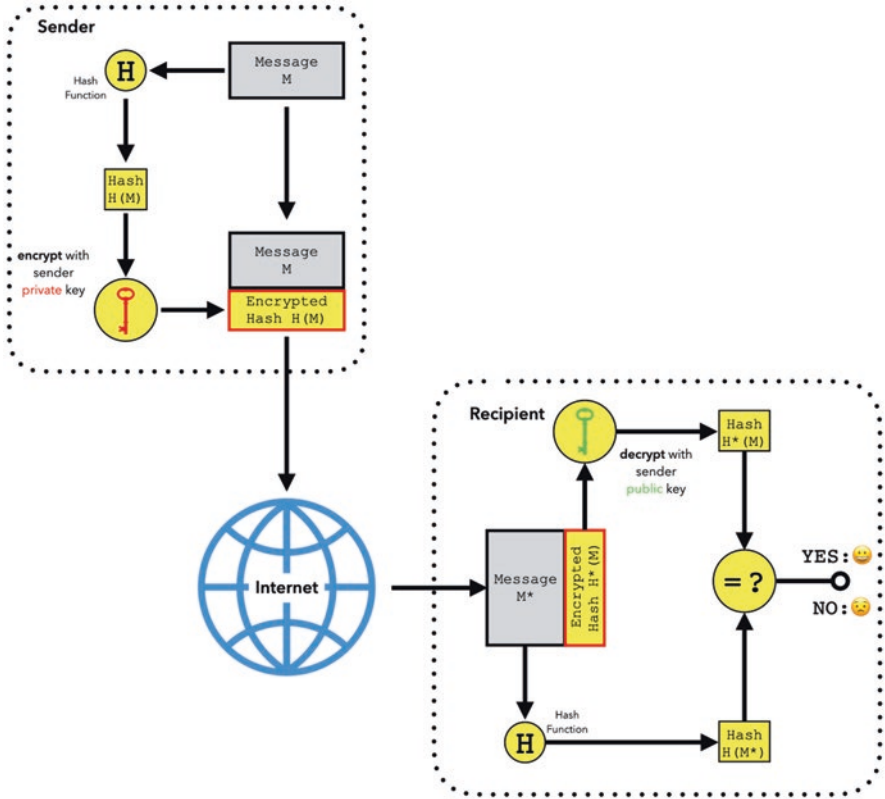 Sender
H
Hash
Function
Message
M
Hash
H(M)
encrypt with
sender
private key
Message
M
Encrypted
Hash H(M)
Internet
Recipient
decrypt with
sender
public key
Hash
H*(M)
Message
M*
Encrypted
Hash H*(M)
= ?
YES:😀
NO:😟
H
Hash
Function
Hash
H(M*)